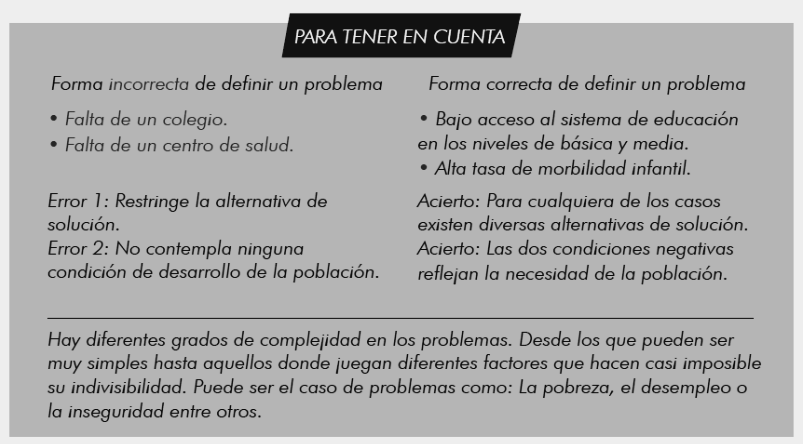 PARA TENER EN CUENTA
Forma incorrecta de definir un problema
• Falta de un colegio.
• Falta de un centro de salud.
Error 1: Restringe la alternativa de
solución.
Error 2: No contempla ninguna
condición de desarrollo de la población.
Forma correcta de definir un problema
• Bajo acceso al sistema de educación
en los niveles de básica y media.
• Alta tasa de morbilidad infantil.
Acierto: Para cualquiera de los casos
existen diversas alternativas de solución.
Acierto: Las dos condiciones negativas
reflejan la necesidad de la población.
Hay diferentes grados de complejidad en los problemas. Desde los que pueden ser
muy simples hasta aquellos donde juegan diferentes factores que hacen casi imposible
su indivisibilidad. Puede ser el caso de problemas como: La pobreza, el desempleo o
la inseguridad entre otros.